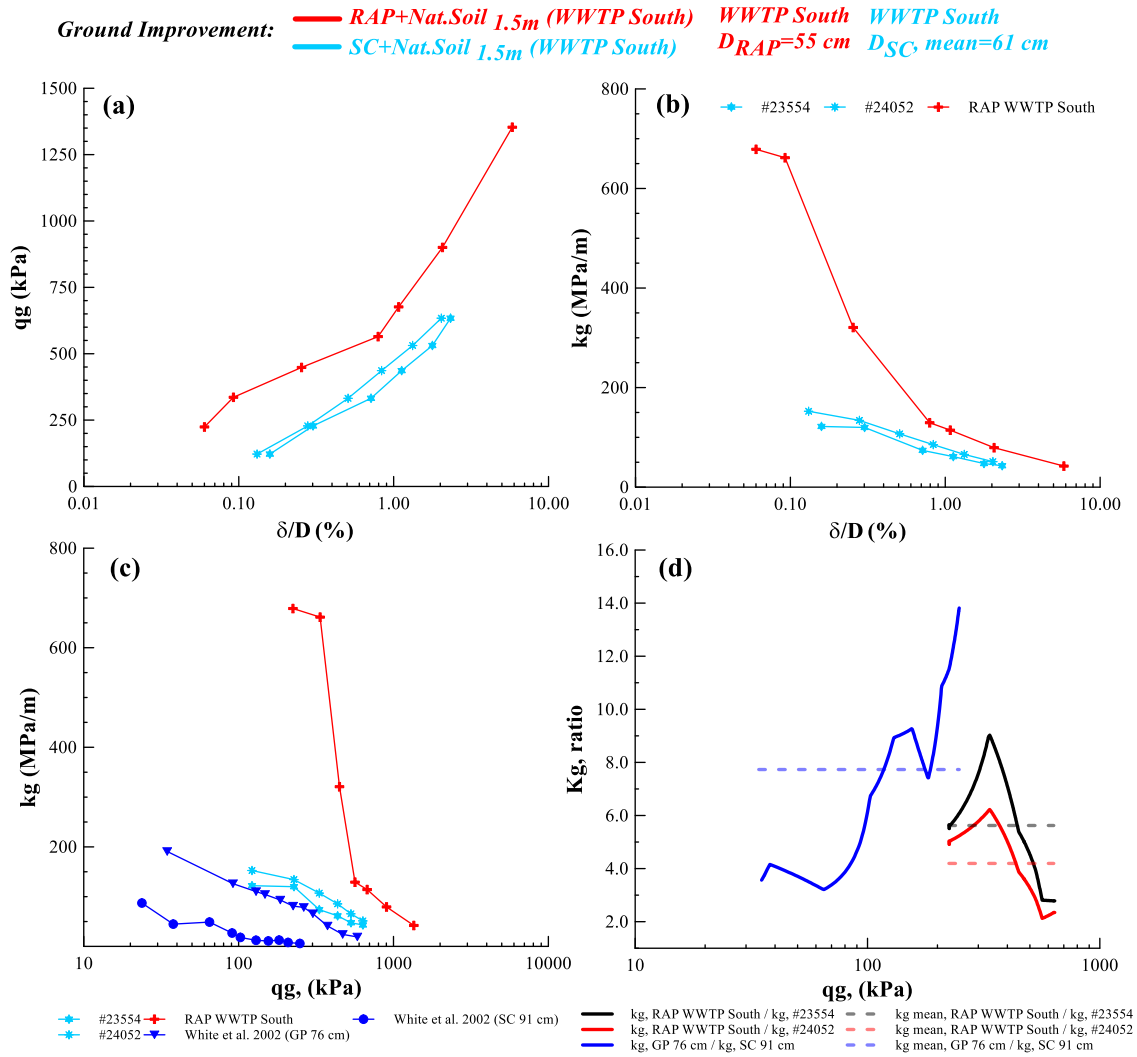 Ground Improvement:
RAP+Nat.Soil 1.5m (WWTP South)
SC+Nat.Soil 1.5m (WWTP South)
WWTP South
DRAP=55 cm
WWTP South
DSC, mean=61 cm
(a)
1500
1250
1000
750
500
250
0
qg (kPa)
0.01
0.10
1.00
10.00
δ/D (%)
(b)
#23554
#24052
RAP WWTP South
800
600
400
200
0
kg (MPa/m)
0.01
0.10
1.00
10.00
δ/D (%)
(c)
800
600
400
200
kg (MPa/m)
10
100
1000
10000
qg, (kPa)
#23554
RAP WWTP South
White et al. 2002 (SC 91 cm)
#24052
White et al. 2002 (GP 76 cm)
(d)
16.0
14.0
12.0
10.0
8.0
6.0
4.0
2.0
Kg, ratio
10
100
1000
qg, (kPa)
kg, RAP WWTP South / kg, #23554
kg mean, RAP WWTP South / kg, #23554
kg, RAP WWTP South / kg, #24052
kg mean, RAP WWTP South / kg, #24052
kg, GP 76 cm / kg, SC 91 cm
kg mean, GP 76 cm / kg, SC 91 cm